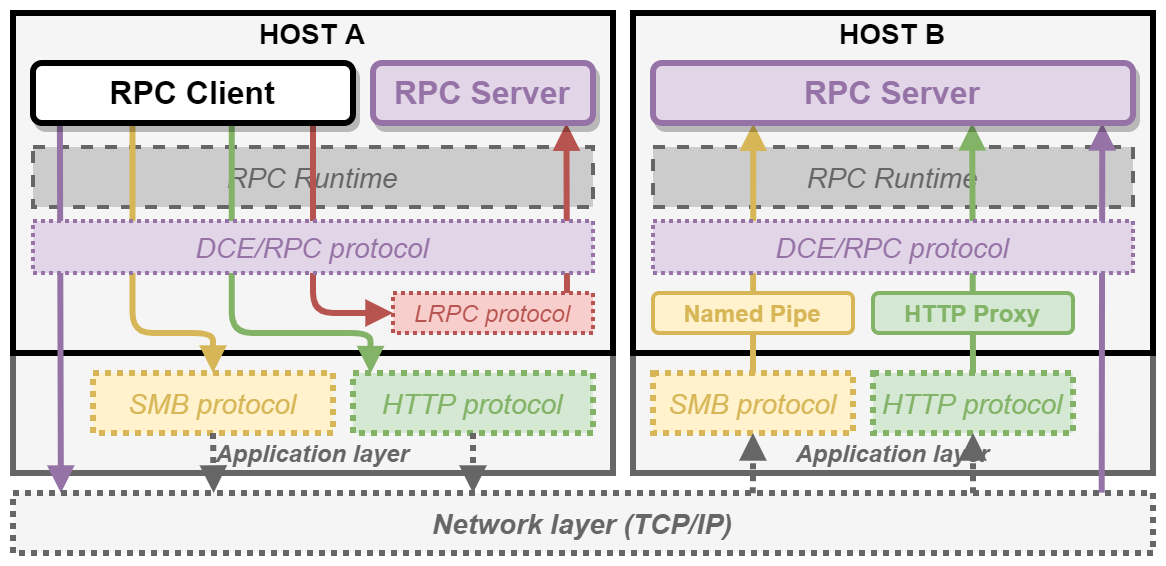 HOST A
RPC Client
RPC Server
RPC Runtime
DCE/RPC protocol
LRPC protocol
SMB protocol
HTTP protocol
Application layer
HOST B
RPC Server
RPC Runtime
DCE/RPC protocol
Named Pipe
HTTP Proxy
SMB protocol
HTTP protocol
Application layer
Network layer (TCP/IP)